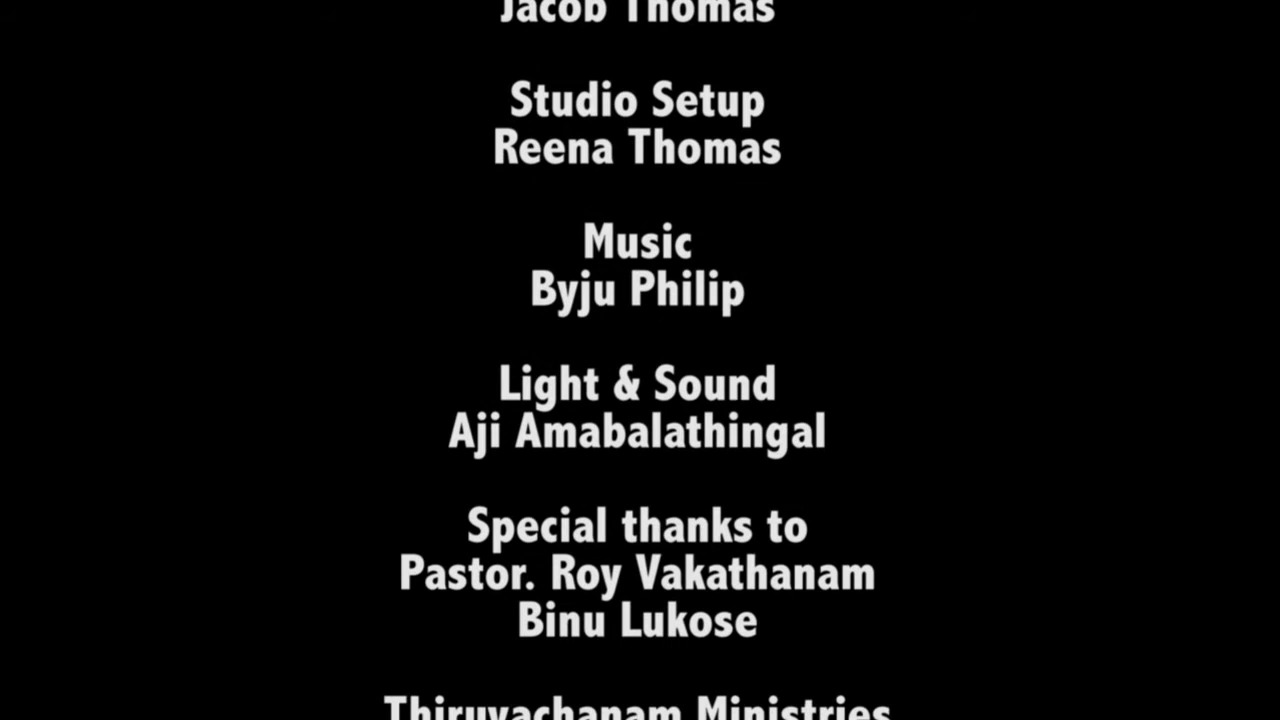 Jacob Thomas
Studio Setup
Reena Thomas
Music
Byju Philip
Light & Sound
Aji Amabalathingal
Special thanks to
Pastor. Roy Vakathanam
Binu Lukose
Thiruvachanam Ministries